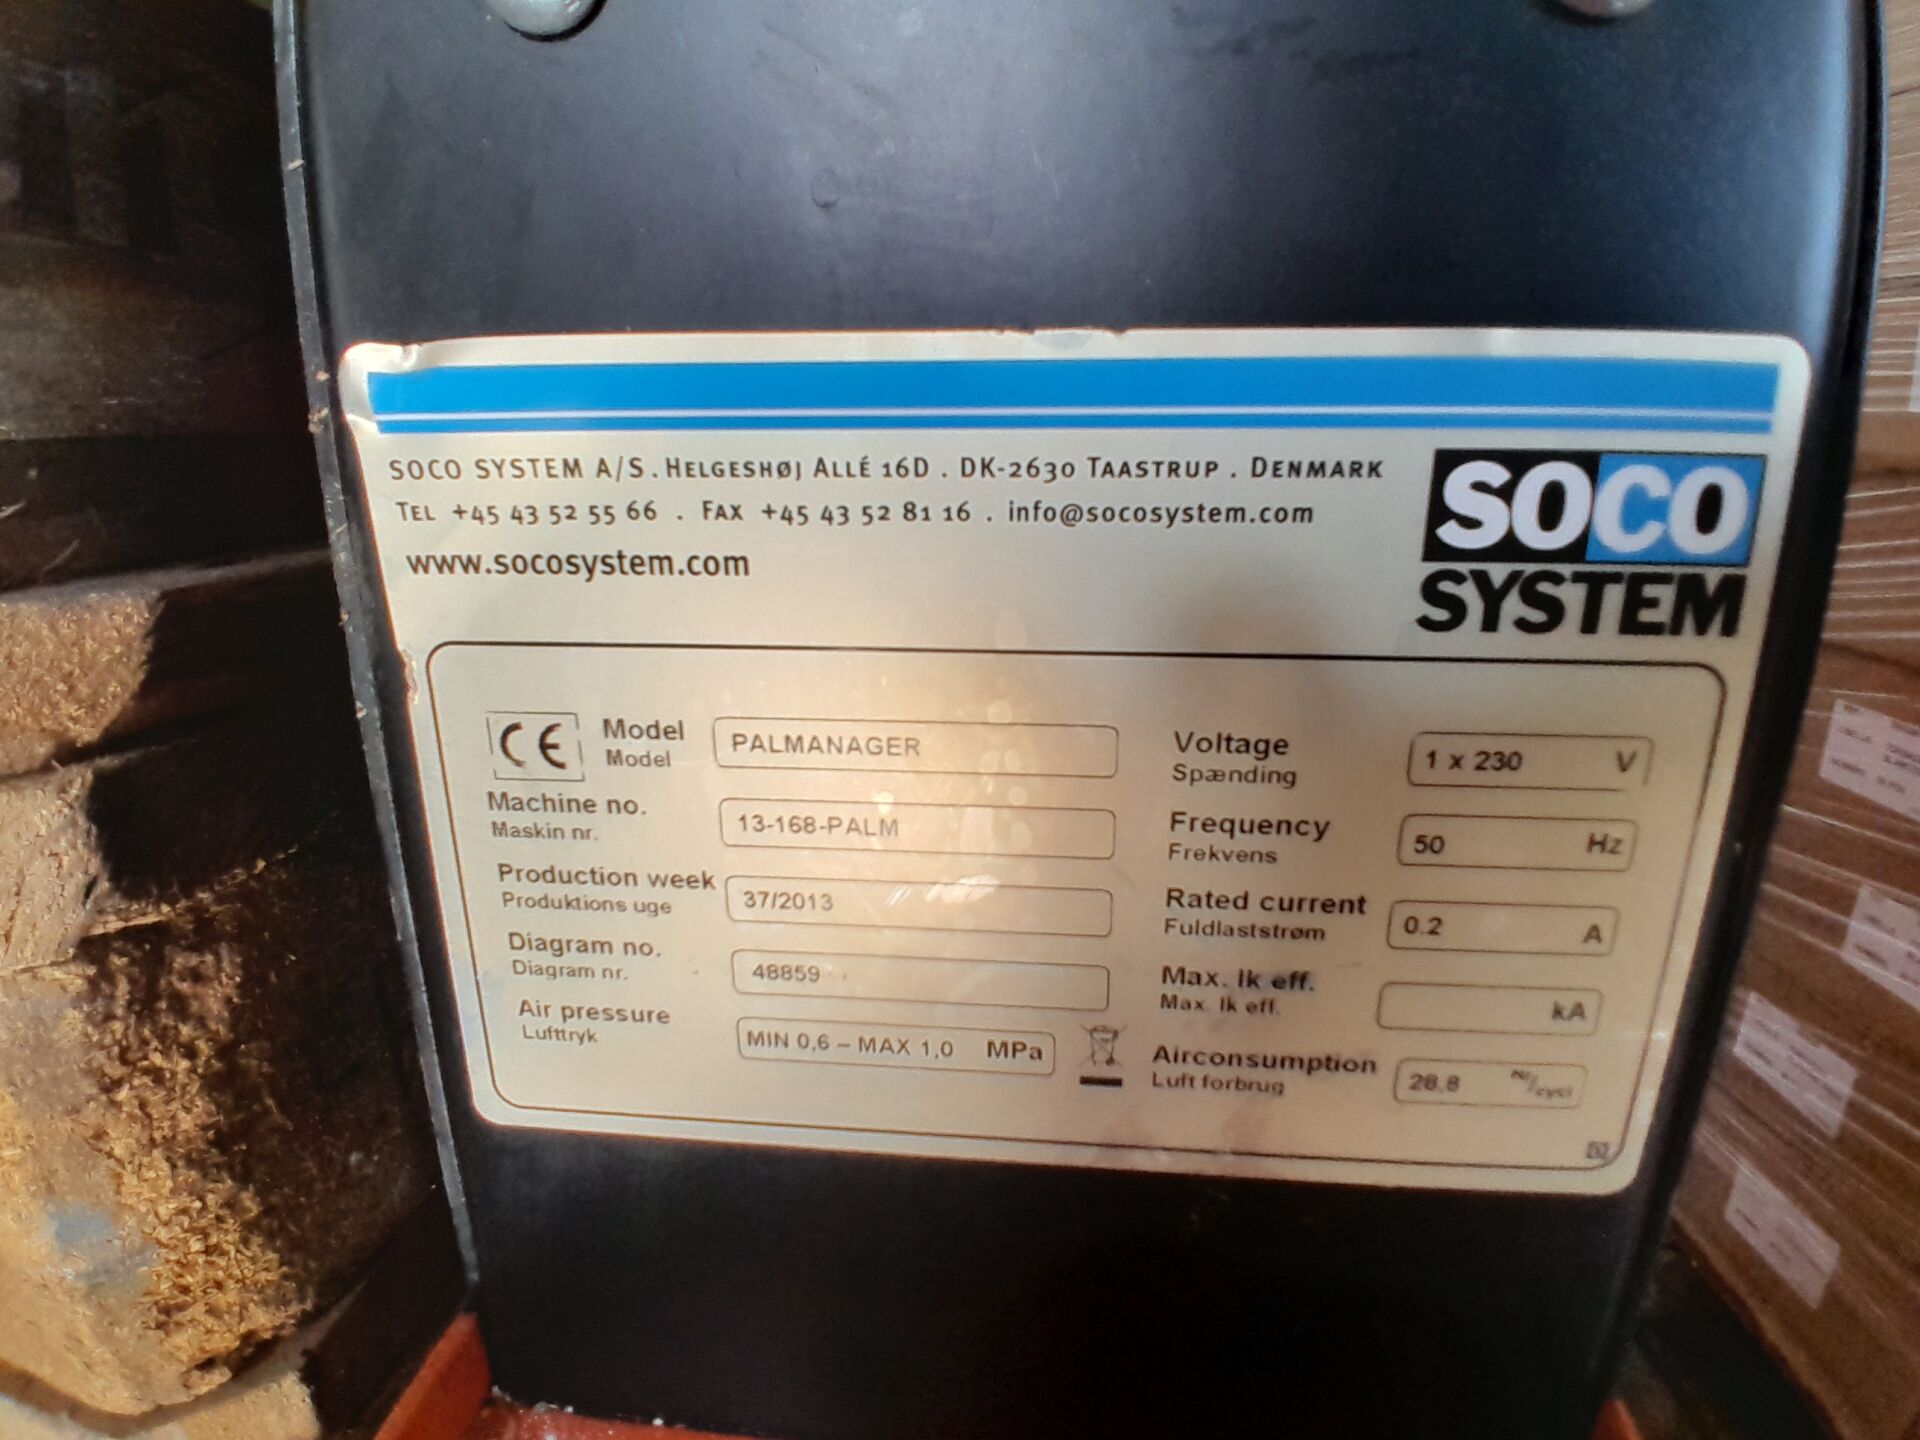 SOCO SYSTEM A/S . HELGESHØJ ALLÉ 16D . DK-2630 TAASTRUP . DENMARK
TEL +45 43 52 55 66 . FAX +45 43 52 81 16 . info@socosystem.com
www.socosystem.com
SOCO
SYSTEM
CE
Model
Model
PALMANAGER
Voltage
Spænding
1 x 230 V
Machine no.
Maskin nr.
13-168-PALM
Frequency
Frekvens
50 Hz
Production week
Produktions uge
37/2013
Rated current
Fuldlaststrøm
0.2 A
Diagram no.
Diagram nr.
48859
Max. Ik eff.
Max. Ik eff.
kA
Air pressure
Lufttryk
MIN 0,6 – MAX 1,0 MPa
Airconsumption
Luft forbrug
28,8 /cycl